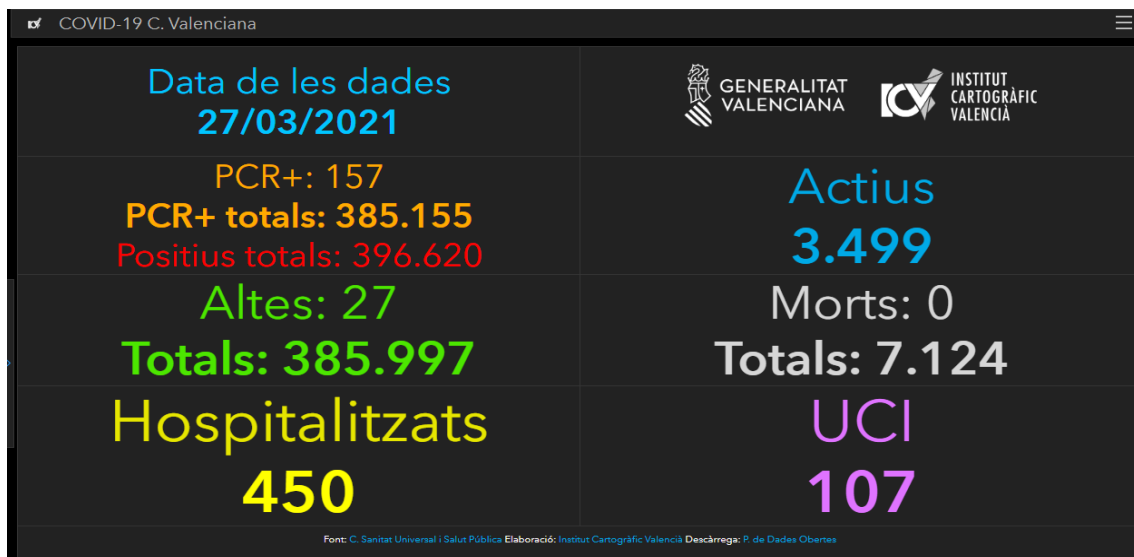 COVID-19 C. Valenciana
Data de les dades
27/03/2021
GENERALITAT
VALENCIANA
INSTITUT
CARTOGRÀFIC
VALENCIÀ
PCR+: 157
PCR+ totals: 385.155
Positius totals: 396.620
Actius
3.499
Altes: 27
Totals: 385.997
Morts: 0
Totals: 7.124
Hospitalitzats
450
UCI
107
Font: C. Sanitat Universal i Salut Pública Elaboració: Institut Cartogràfic Valencià Descàrrega: P. de Dades Obertes